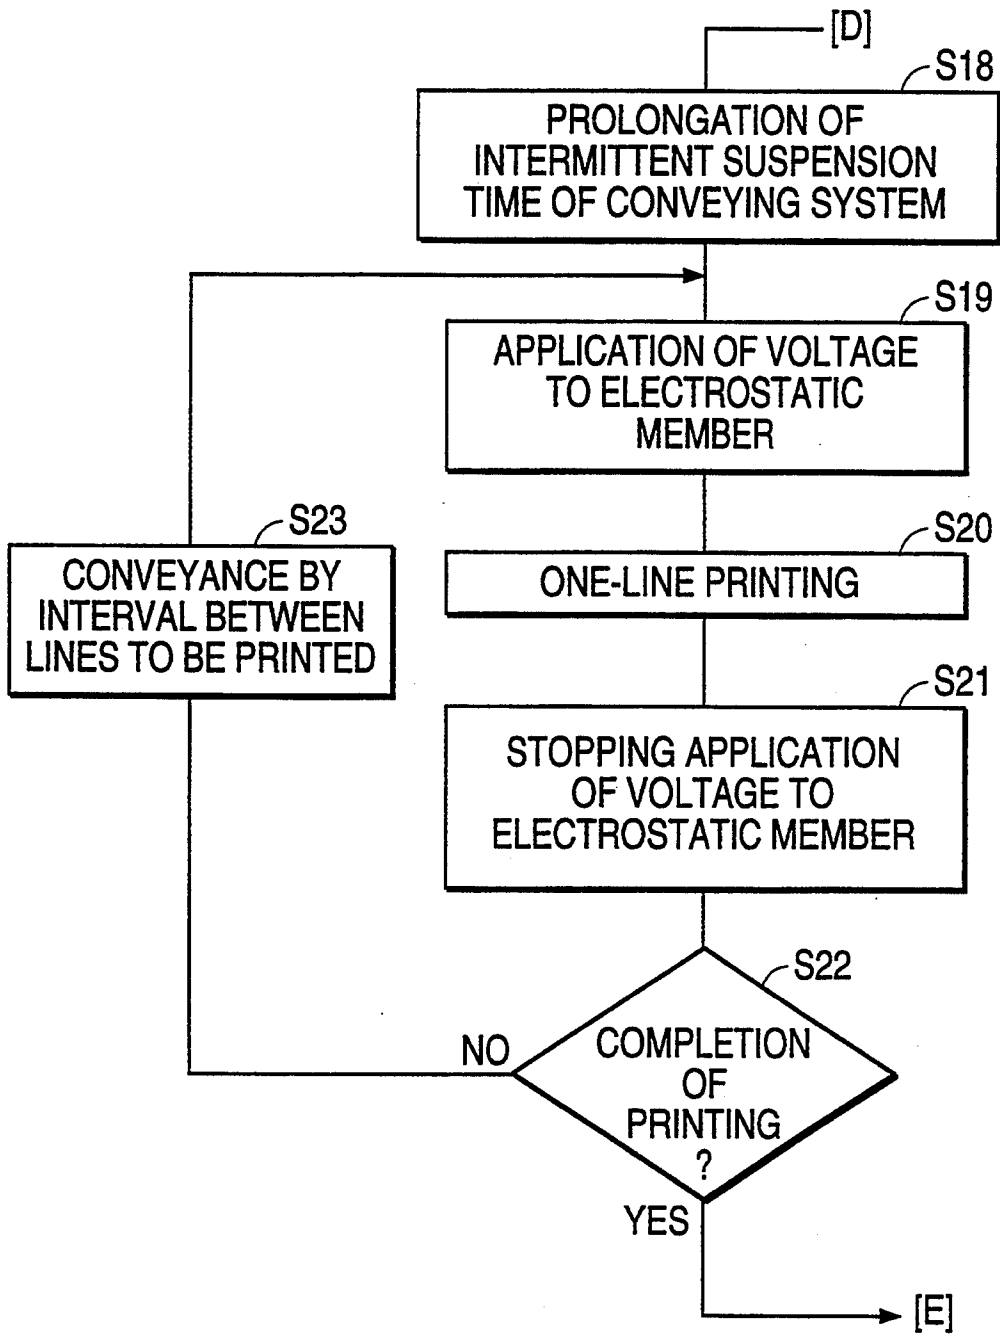 [D]
S18
PROLONGATION OF
INTERMITTENT SUSPENSION
TIME OF CONVEYING SYSTEM
S19
APPLICATION OF VOLTAGE
TO ELECTROSTATIC
MEMBER
S20
ONE-LINE PRINTING
S23
CONVEYANCE BY
INTERVAL BETWEEN
LINES TO BE PRINTED
S21
STOPPING APPLICATION
OF VOLTAGE TO
ELECTROSTATIC MEMBER
S22
COMPLETION
OF
PRINTING
?
NO
YES
[E]